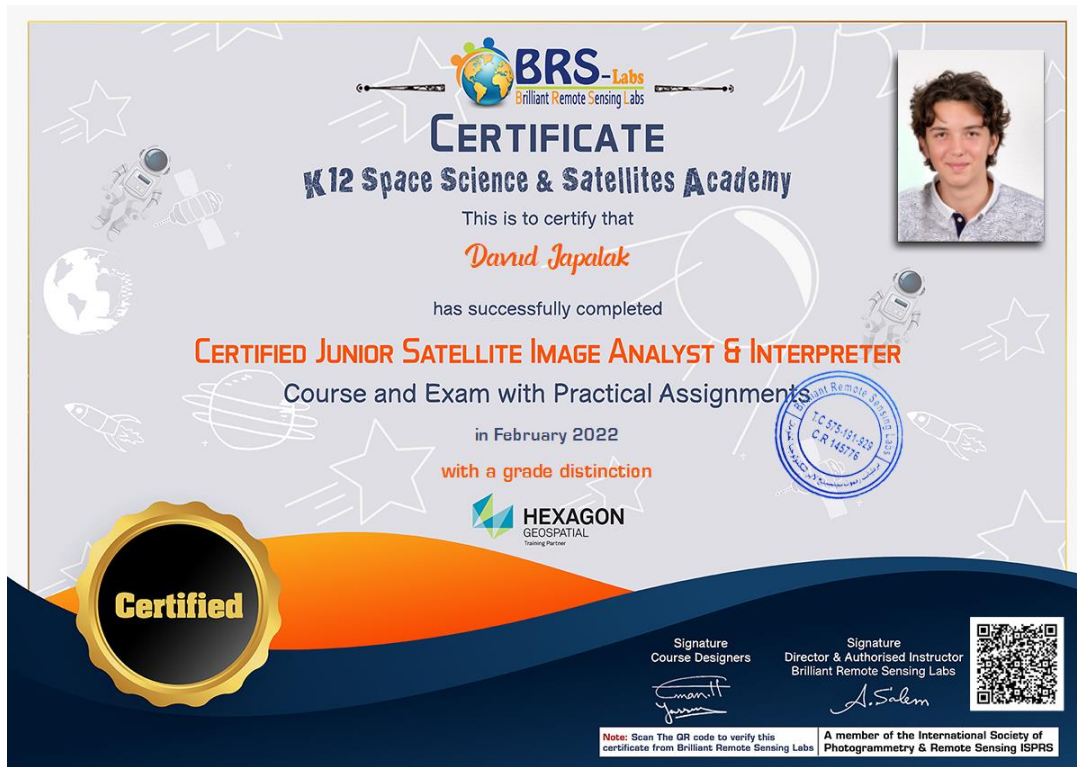 BRS-Labs
Brilliant Remote Sensing Labs
CERTIFICATE
K12 Space Science & Satellites Academy
This is to certify that
Davud Japalak
has successfully completed
CERTIFIED JUNIOR SATELLITE IMAGE ANALYST & INTERPRETER
Course and Exam with Practical Assignments
Brilliant Remote Sensing Labs
T.C 575-191-929
C.R 145776
in February 2022
with a grade distinction
HEXAGON
GEOSPATIAL
Training Partner
Certified
Signature
Course Designers
Signature
Director & Authorised Instructor
Brilliant Remote Sensing Labs
A.Salem
Note: Scan The QR code to verify this
certificate from Brilliant Remote Sensing Labs
A member of the International Society of
Photogrammetry & Remote Sensing ISPRS